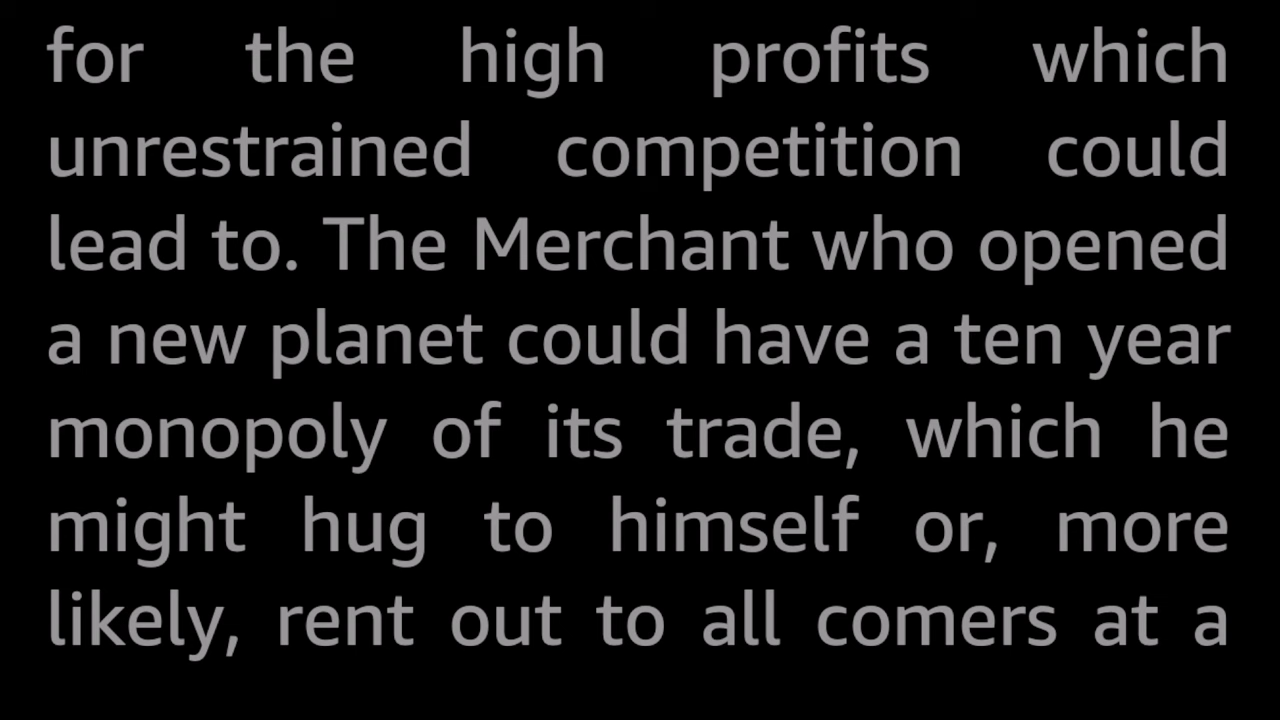 for the high profits which
unrestrained competition could
lead to. The Merchant who opened
a new planet could have a ten year
monopoly of its trade, which he
might hug to himself or, more
likely, rent out to all comers at a